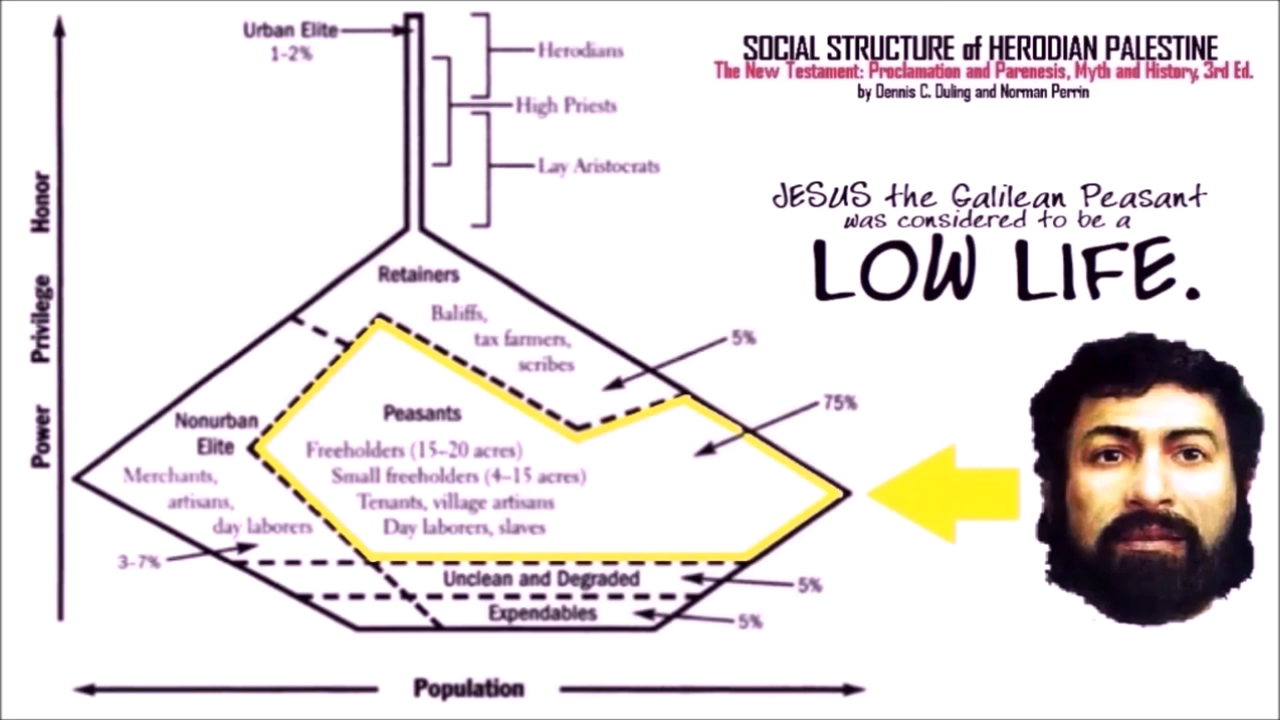 SOCIAL STRUCTURE of HERODIAN PALESTINE
The New Testament: Proclamation and Parenesis, Myth and History, 3rd Ed.
by Dennis C. Duling and Norman Perrin
JESUS the Galilean Peasant
was considered to be a
LOW LIFE.
Urban Elite
1–2%
Herodians
High Priests
Lay Aristocrats
Power Privilege Honor
Retainers
Baliffs,
tax farmers,
scribes
5%
75%
Nonurban
Elite
Merchants,
artisans,
day laborers
3–7%
Peasants
Freeholders (15–20 acres)
Small freeholders (4–15 acres)
Tenants, village artisans
Day laborers, slaves
Unclean and Degraded
5%
Expendables
5%
Population